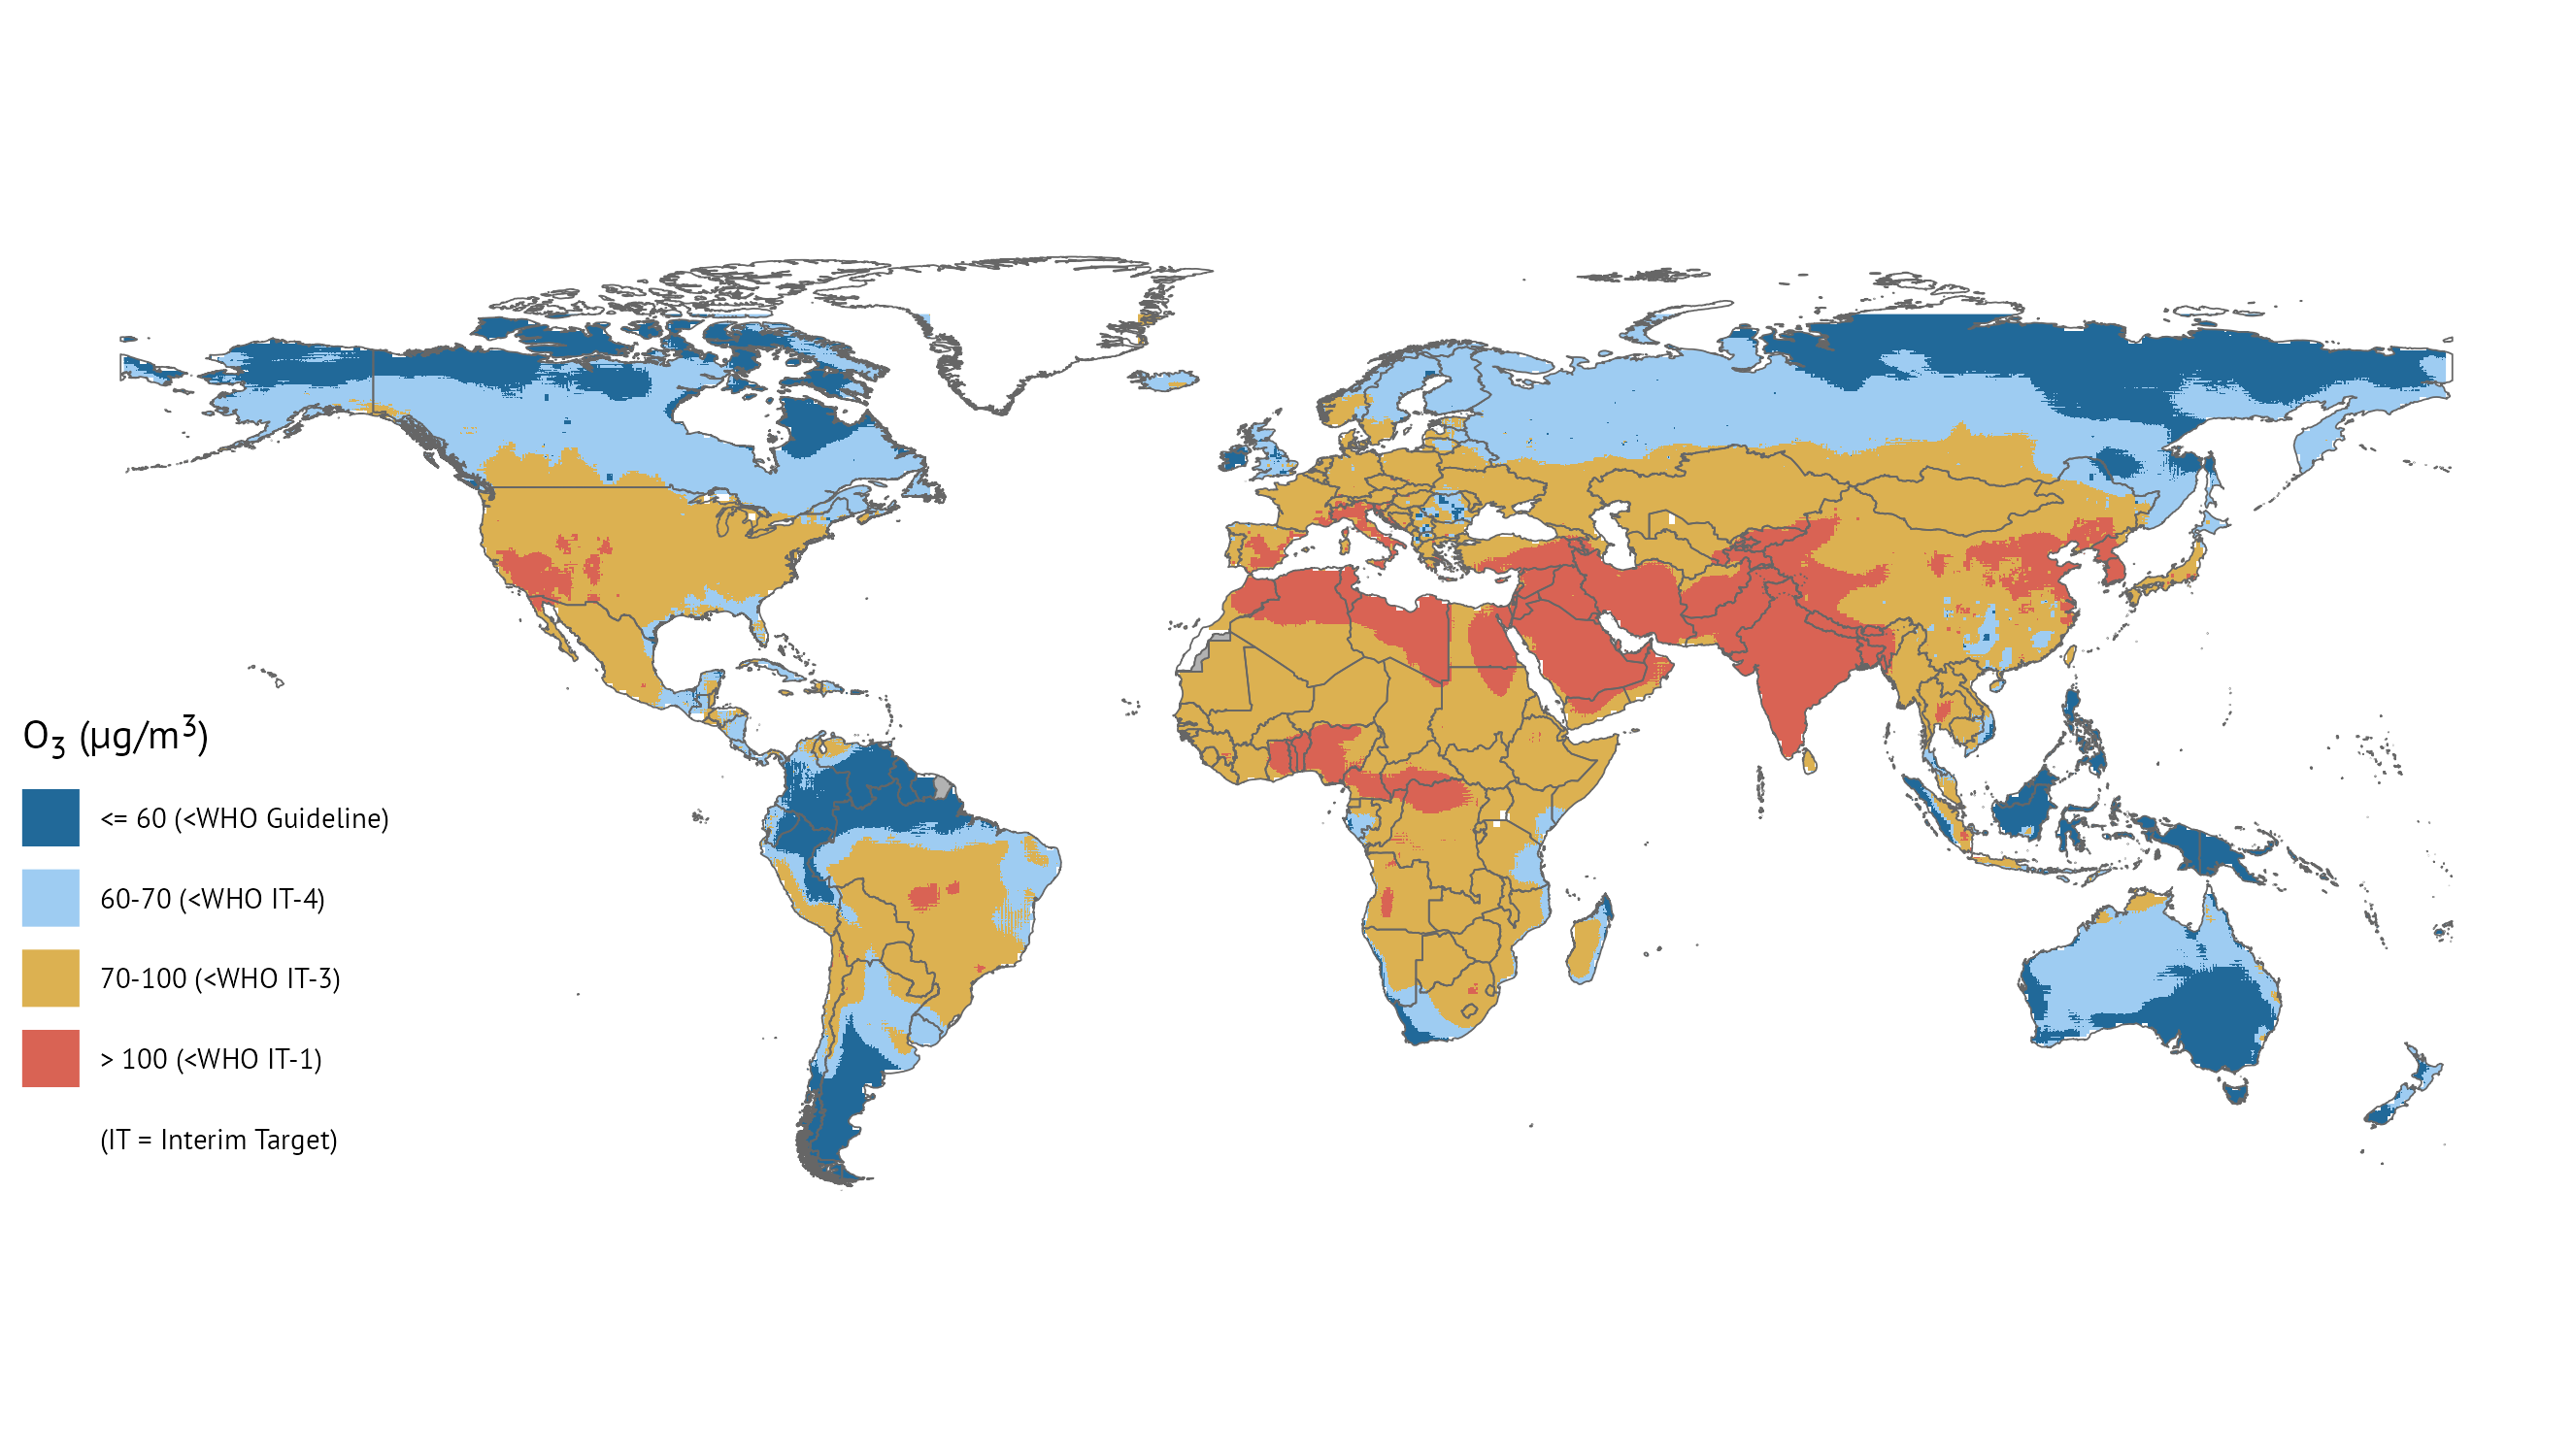 O₃ (µg/m³)
<= 60 (<WHO Guideline)
60-70 (<WHO IT-4)
70-100 (<WHO IT-3)
> 100 (<WHO IT-1)
(IT = Interim Target)